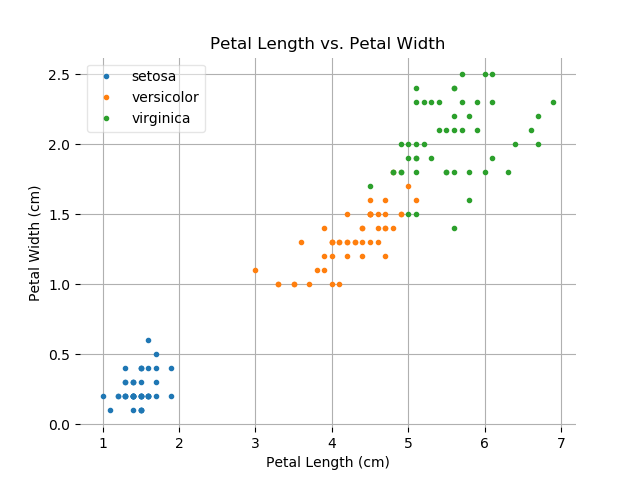 Petal Length vs. Petal Width
setosa
versicolor
virginica
Petal Width (cm)
2.5
2.0
1.5
1.0
0.5
0.0
1 2 3 4 5 6 7
Petal Length (cm)